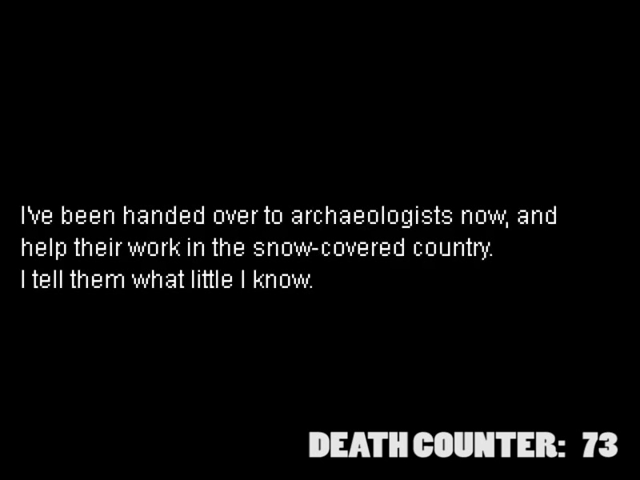 I've been handed over to archaeologists now, and
help their work in the snow-covered country.
I tell them what little I know.
DEATH COUNTER: 73